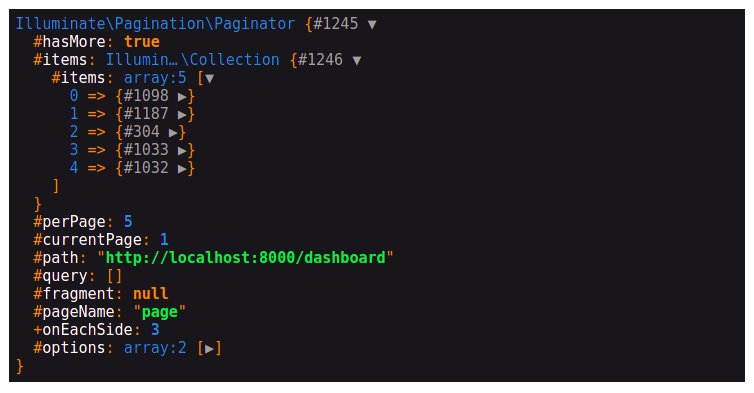 Illuminate\Pagination\Paginator {#1245 ▼
  #hasMore: true
  #items: Illumin…\Collection {#1246 ▼
    #items: array:5 [▼
      0 => {#1098 ▶}
      1 => {#1187 ▶}
      2 => {#304 ▶}
      3 => {#1033 ▶}
      4 => {#1032 ▶}
    ]
  }
  #perPage: 5
  #currentPage: 1
  #path: "http://localhost:8000/dashboard"
  #query: []
  #fragment: null
  #pageName: "page"
  +onEachSide: 3
  #options: array:2 [▶]
}